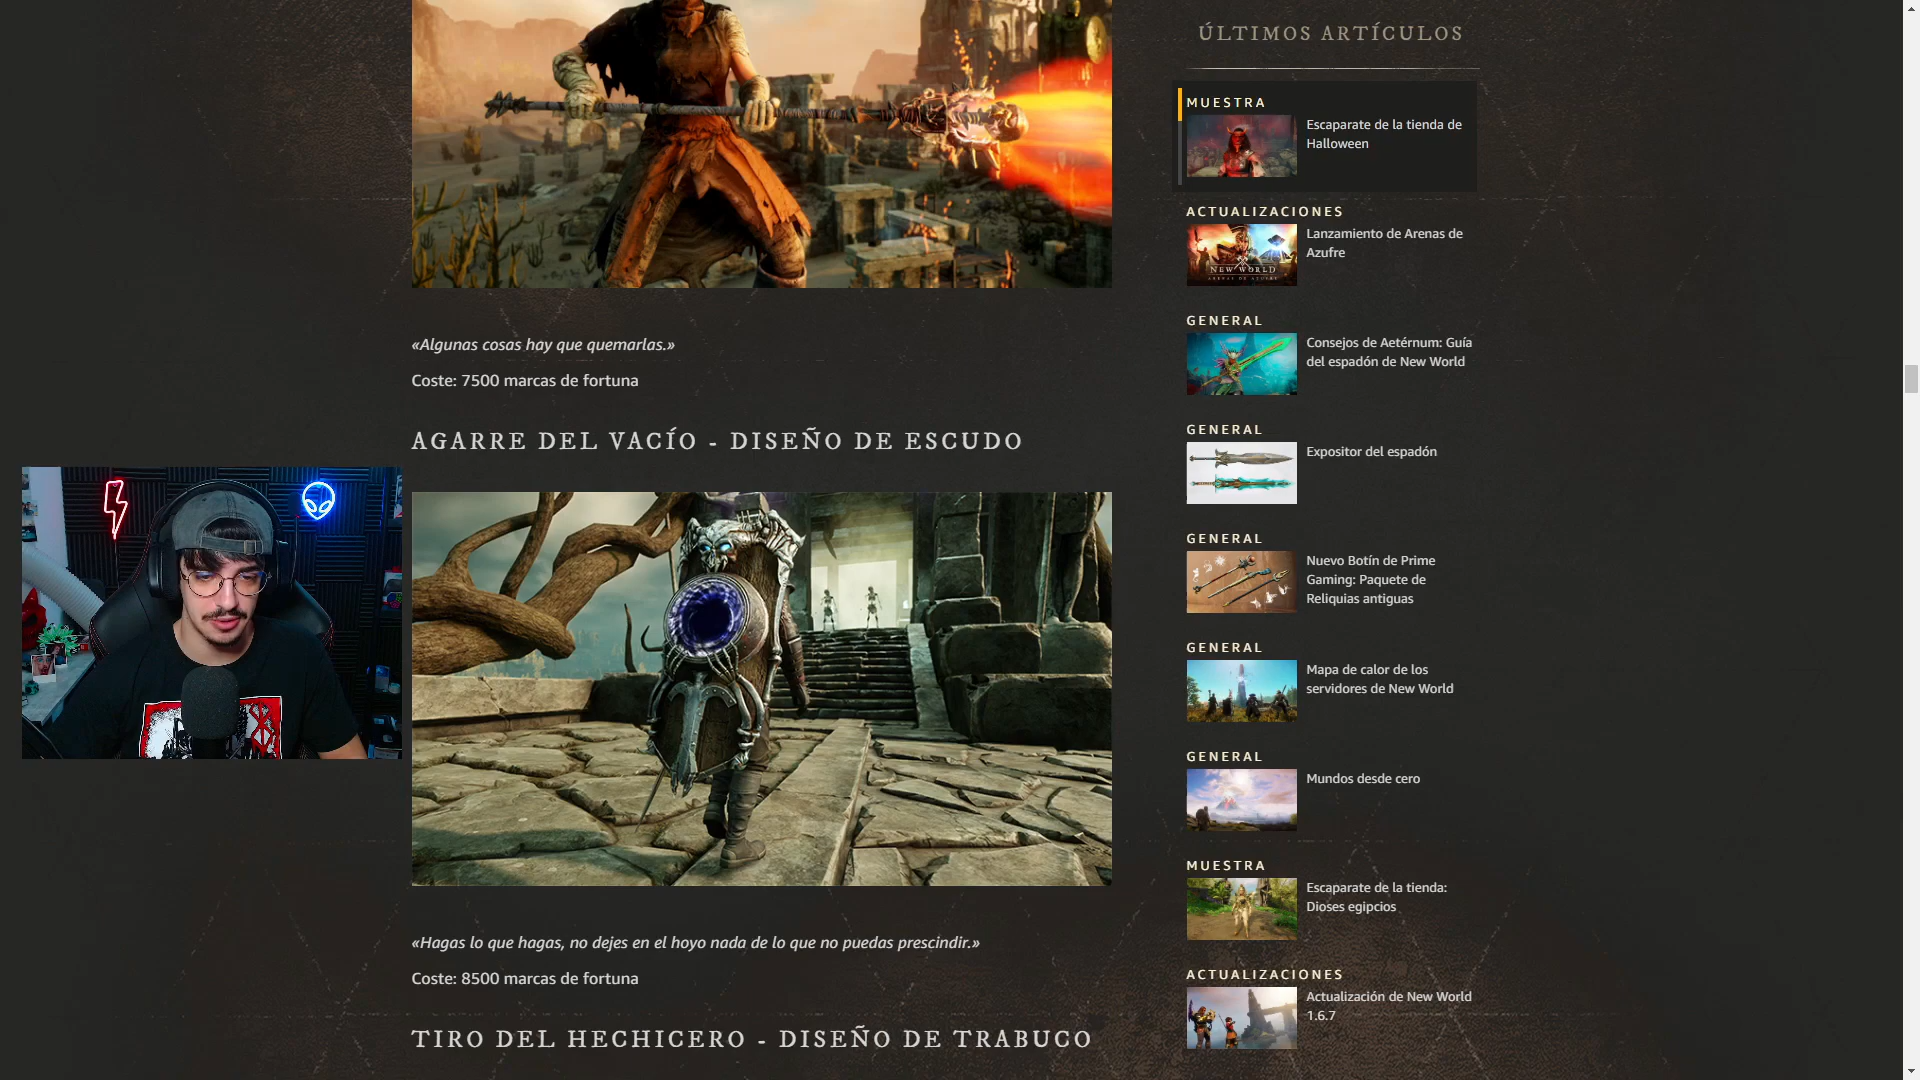 «Algunas cosas hay que quemarlas.»
Coste: 7500 marcas de fortuna
AGARRE DEL VACÍO - DISEÑO DE ESCUDO
«Hagas lo que hagas, no dejes en el hoyo nada de lo que no puedas prescindir.»
Coste: 8500 marcas de fortuna
TIRO DEL HECHICERO - DISEÑO DE TRABUCO
ÚLTIMOS ARTÍCULOS
MUESTRA
Escaparate de la tienda de
Halloween
ACTUALIZACIONES
NEW WORLD
ARENAS DE AZUFRE
Lanzamiento de Arenas de
Azufre
GENERAL
Consejos de Aetérnum: Guía
del espadón de New World
GENERAL
Expositor del espadón
GENERAL
Nuevo Botín de Prime
Gaming: Paquete de
Reliquias antiguas
GENERAL
Mapa de calor de los
servidores de New World
GENERAL
Mundos desde cero
MUESTRA
Escaparate de la tienda:
Dioses egipcios
ACTUALIZACIONES
Actualización de New World
1.6.7